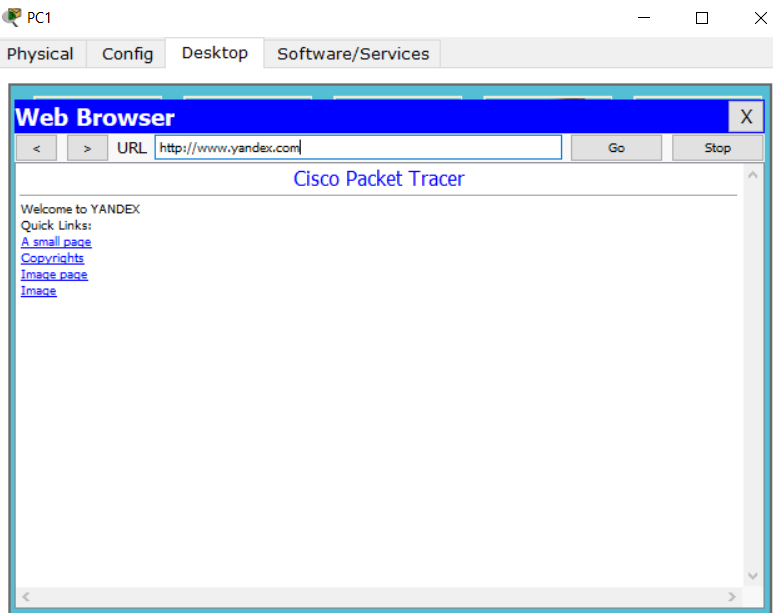 PC1
Physical Config Desktop Software/Services
Web Browser X
< > URL http://www.yandex.com Go Stop
Cisco Packet Tracer
Welcome to YANDEX
Quick Links:
A small page
Copyrights
Image page
Image